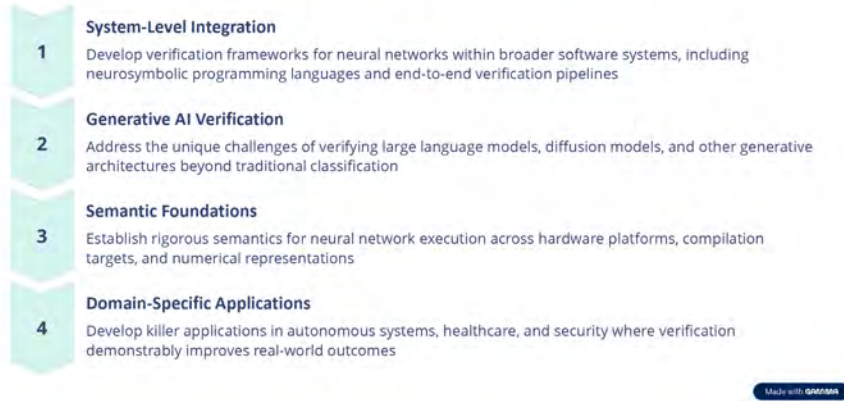 1
System-Level Integration
Develop verification frameworks for neural networks within broader software systems, including
neurosymbolic programming languages and end-to-end verification pipelines
2
Generative AI Verification
Address the unique challenges of verifying large language models, diffusion models, and other generative
architectures beyond traditional classification
3
Semantic Foundations
Establish rigorous semantics for neural network execution across hardware platforms, compilation
targets, and numerical representations
4
Domain-Specific Applications
Develop killer applications in autonomous systems, healthcare, and security where verification
demonstrably improves real-world outcomes
Made with GAMMA